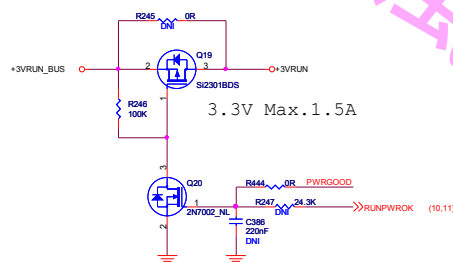 R245 0R
DNI
Q19
+3VRUN_BUS 2 3 +3VRUN
Si2301BDS
1
R246
100K
3.3V Max.1.5A
3
Q20
R444 0R PWRGOOD
1 R247 24.3K RUNPWROK (10,11)
2N7002_NL DNI
C386
220nF
DNI
2